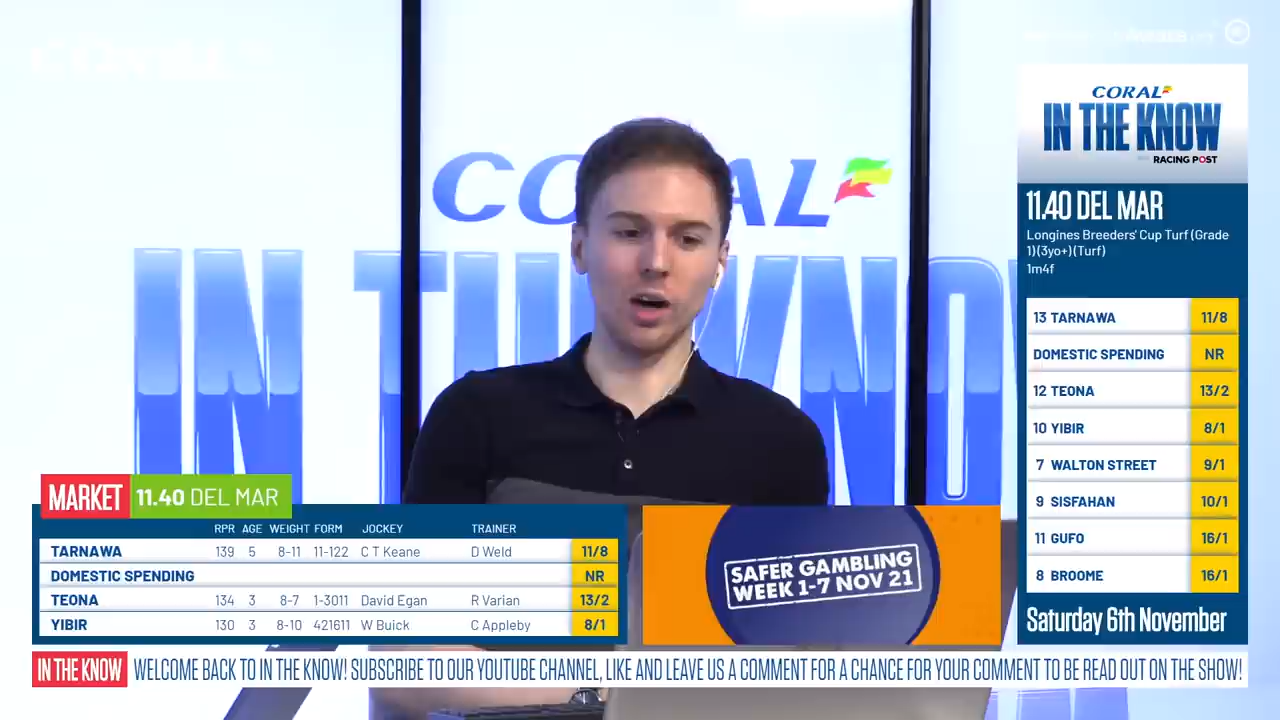 CORAL
IN THE KNOW
CORAL
IN THE KNOW
RACING POST
11.40 DEL MAR
Longines Breeders' Cup Turf (Grade
1)(3yo+)(Turf)
1m4f
13 TARNAWA 11/8
DOMESTIC SPENDING NR
12 TEONA 13/2
10 YIBIR 8/1
7 WALTON STREET 9/1
9 SISFAHAN 10/1
11 GUFO 16/1
8 BROOME 16/1
Saturday 6th November
MARKET 11.40 DEL MAR
RPR AGE WEIGHT FORM JOCKEY TRAINER
TARNAWA 139 5 8-11 11-122 C T Keane D Weld 11/8
DOMESTIC SPENDING NR
TEONA 134 3 8-7 1-3011 David Egan R Varian 13/2
YIBIR 130 3 8-10 421611 W Buick C Appleby 8/1
SAFER GAMBLING
WEEK 1-7 NOV 21
IN THE KNOW WELCOME BACK TO IN THE KNOW! SUBSCRIBE TO OUR YOUTUBE CHANNEL, LIKE AND LEAVE US A COMMENT FOR A CHANCE FOR YOUR COMMENT TO BE READ OUT ON THE SHOW!